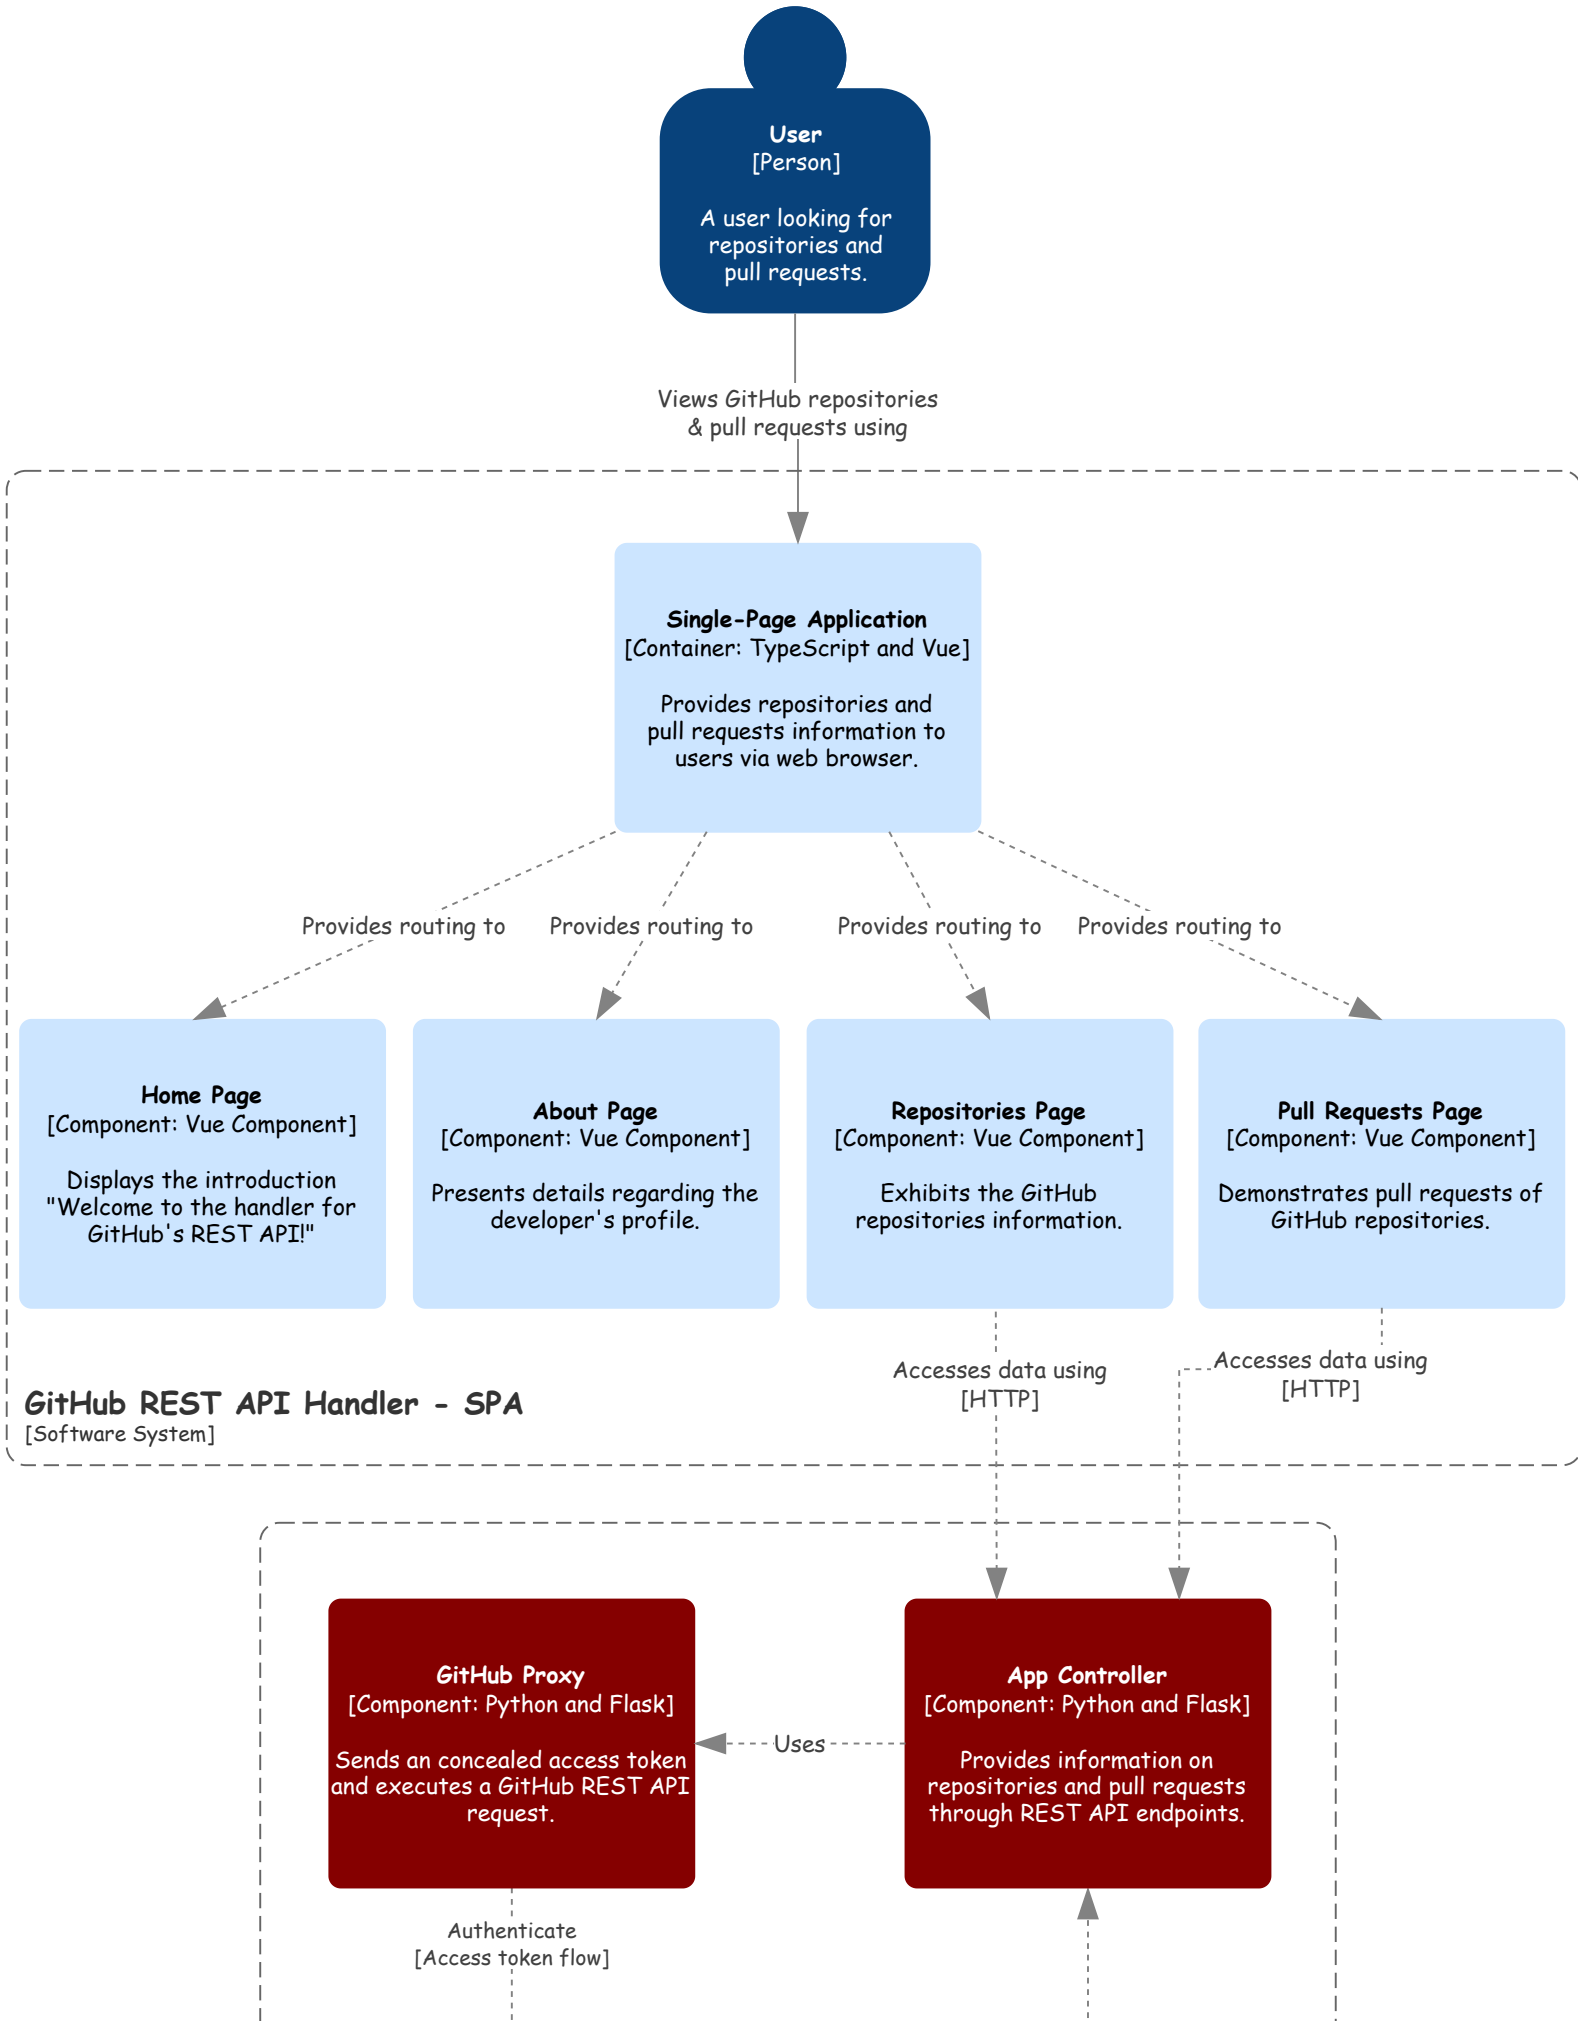 User
[Person]
A user looking for
repositories and
pull requests.
Views GitHub repositories
& pull requests using
Single-Page Application
[Container: TypeScript and Vue]
Provides repositories and
pull requests information to
users via web browser.
Provides routing to
Provides routing to
Provides routing to
Provides routing to
Home Page
[Component: Vue Component]
Displays the introduction
"Welcome to the handler for
GitHub's REST API!"
About Page
[Component: Vue Component]
Presents details regarding the
developer's profile.
Repositories Page
[Component: Vue Component]
Exhibits the GitHub
repositories information.
Pull Requests Page
[Component: Vue Component]
Demonstrates pull requests of
GitHub repositories.
Accesses data using
[HTTP]
Accesses data using
[HTTP]
GitHub REST API Handler - SPA
[Software System]
GitHub Proxy
[Component: Python and Flask]
Sends an concealed access token
and executes a GitHub REST API
request.
Uses
App Controller
[Component: Python and Flask]
Provides information on
repositories and pull requests
through REST API endpoints.
Authenticate
[Access token flow]